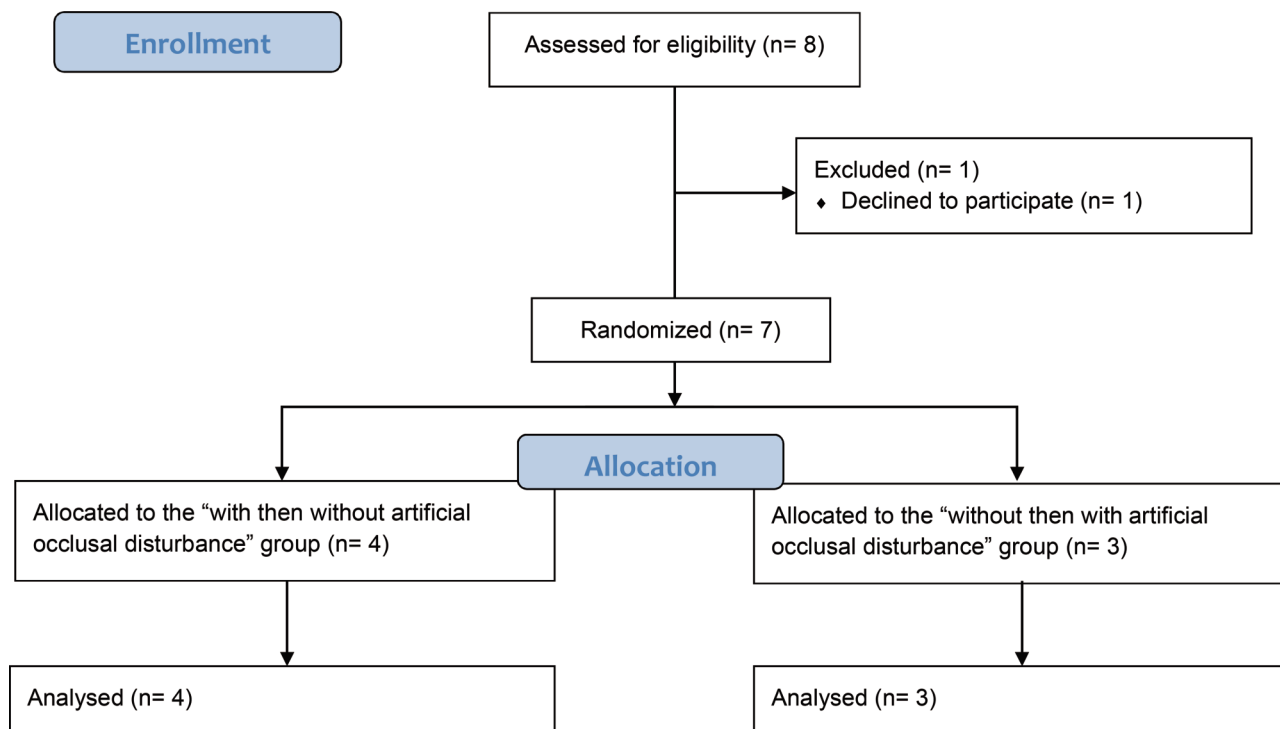 Enrollment
Assessed for eligibility (n= 8)
Excluded (n= 1)
♦ Declined to participate (n= 1)
Randomized (n= 7)
Allocation
Allocated to the “with then without artificial
occlusal disturbance” group (n= 4)
Allocated to the “without then with artificial
occlusal disturbance” group (n= 3)
Analysed (n= 4)
Analysed (n= 3)